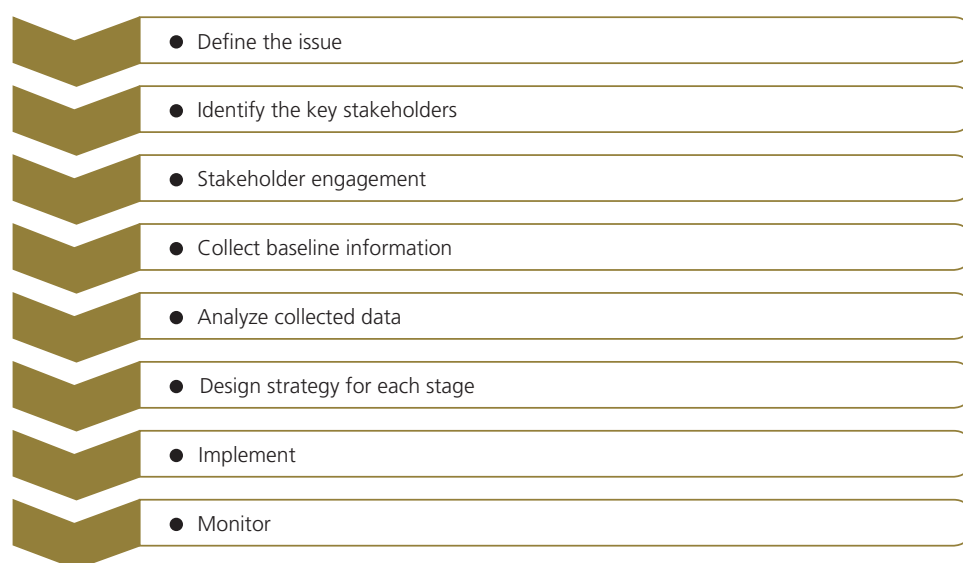 ● Define the issue
● Identify the key stakeholders
● Stakeholder engagement
● Collect baseline information
● Analyze collected data
● Design strategy for each stage
● Implement
● Monitor